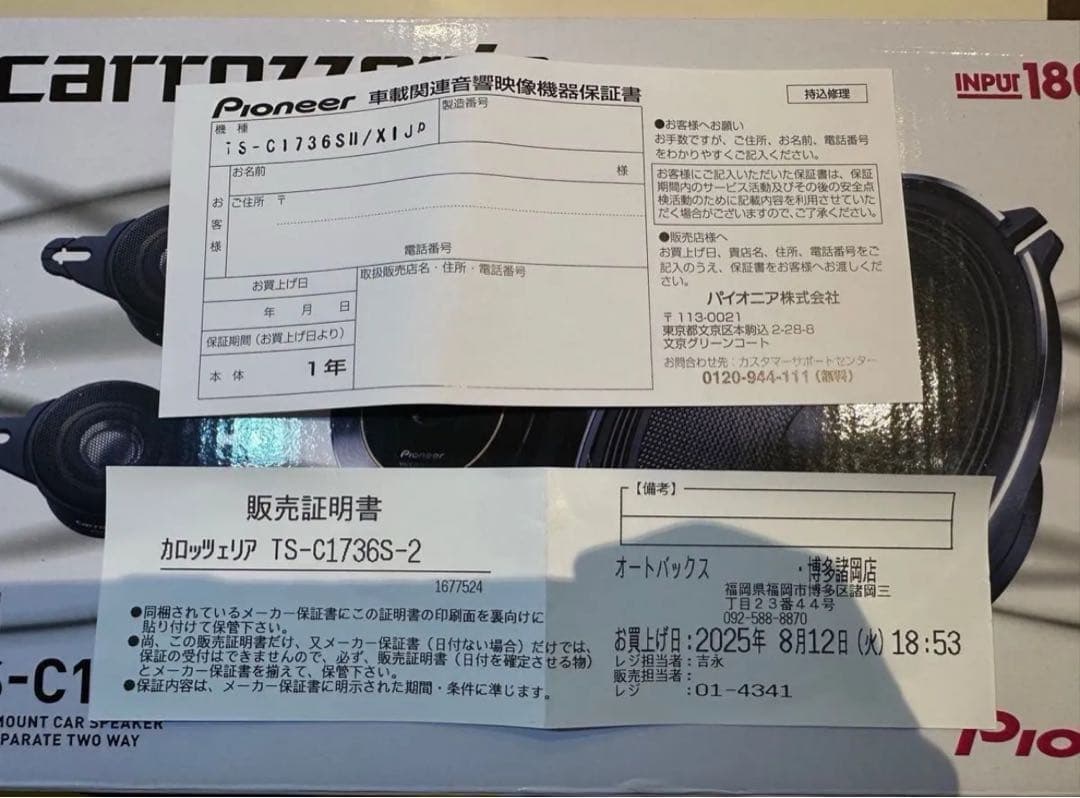 carrozzeria
INPUT 180
Pioneer 車載関連音響映像機器保証書
持込修理
機種
TS-C1736SII/XIJP
製造番号
お客様
お名前
様
ご住所 〒
電話番号
お買上げ日
年 月 日
保証期間(お買上げ日より)
本体 1年
取扱販売店名・住所・電話番号
●お客様へお願い
お手数ですが、ご住所、お名前、電話番号
をわかりやすくご記入ください。
お客様にご記入いただいた保証書は、保証
期間内のサービス活動及びその後の安全点
検活動のために記載内容を利用させていた
だく場合がございますので、ご了承ください。
●販売店様へ
お買上げ日、貴店名、住所、電話番号をご
記入のうえ、保証書をお客様へお渡しくだ
さい。
パイオニア株式会社
〒113-0021
東京都文京区本駒込2-28-8
文京グリーンコート
お問合わせ先:カスタマーサポートセンター
0120-944-111(無料)
Pioneer
販売証明書
カロッツェリア TS-C1736S-2
1677524
●同梱されているメーカー保証書にこの証明書の印刷面を裏向けに
貼り付けて保管下さい。
●尚、この販売証明書だけ、又メーカー保証書(日付ない場合)だけでは、
保証の受付はできませんので、必ず、販売証明書(日付を確定させる物)
とメーカー保証書を揃えて、保管下さい。
●保証内容は、メーカー保証書に明示された期間・条件に準じます。
【備考】
オートバックス ・博多諸岡店
福岡県福岡市博多区諸岡三
丁目23番44号
092-588-8870
お買上げ日:2025年 8月12日(火)18:53
レジ担当者:吉永
販売担当者:
レジ :01-4341
S-C1
MOUNT CAR SPEAKER
PARATE TWO WAY
Pio